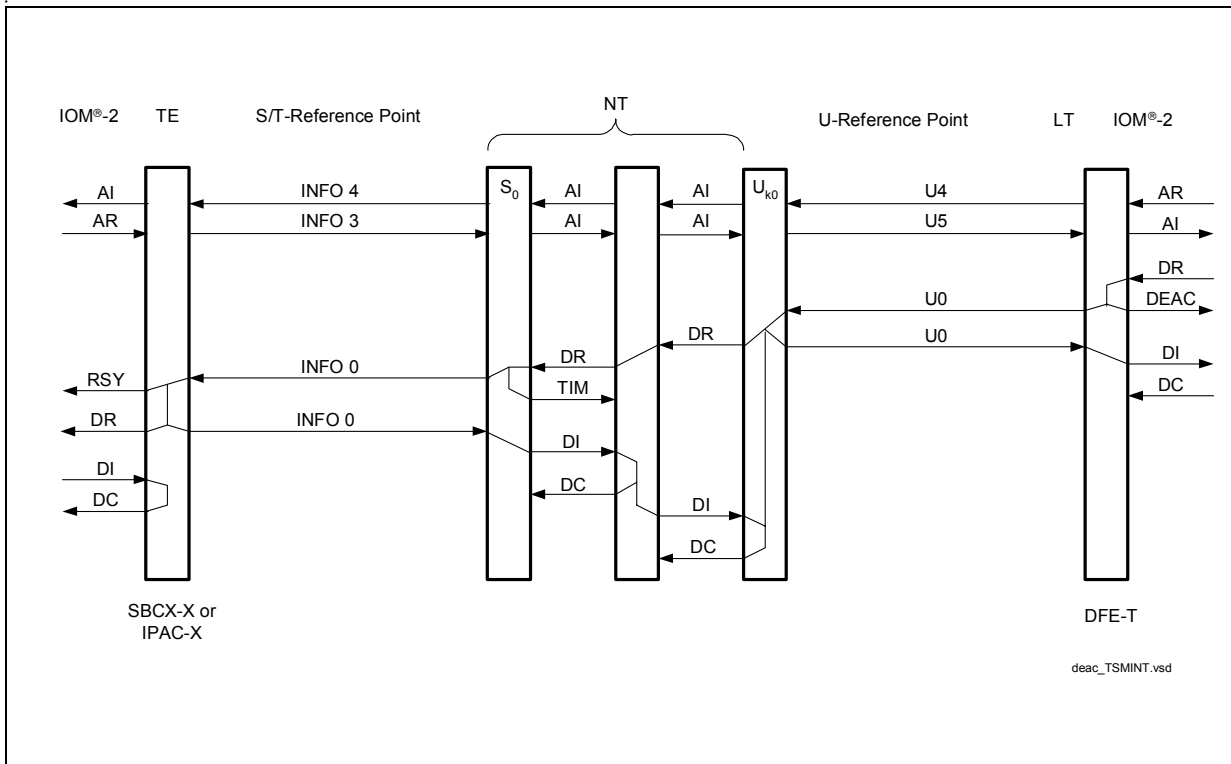 NT
IOM®-2 TE S/T-Reference Point U-Reference Point LT IOM®-2
S₀ Uₖ₀
AI INFO 4 AI AI U4 AR
AR INFO 3 AI AI U5 AI
DR
U0 DEAC
DR U0
DR DI
INFO 0
RSY TIM DC
DR INFO 0
DI
DI
DC DC
DI
DC
SBCX-X or
IPAC-X
DFE-T
deac_TSMINT.vsd